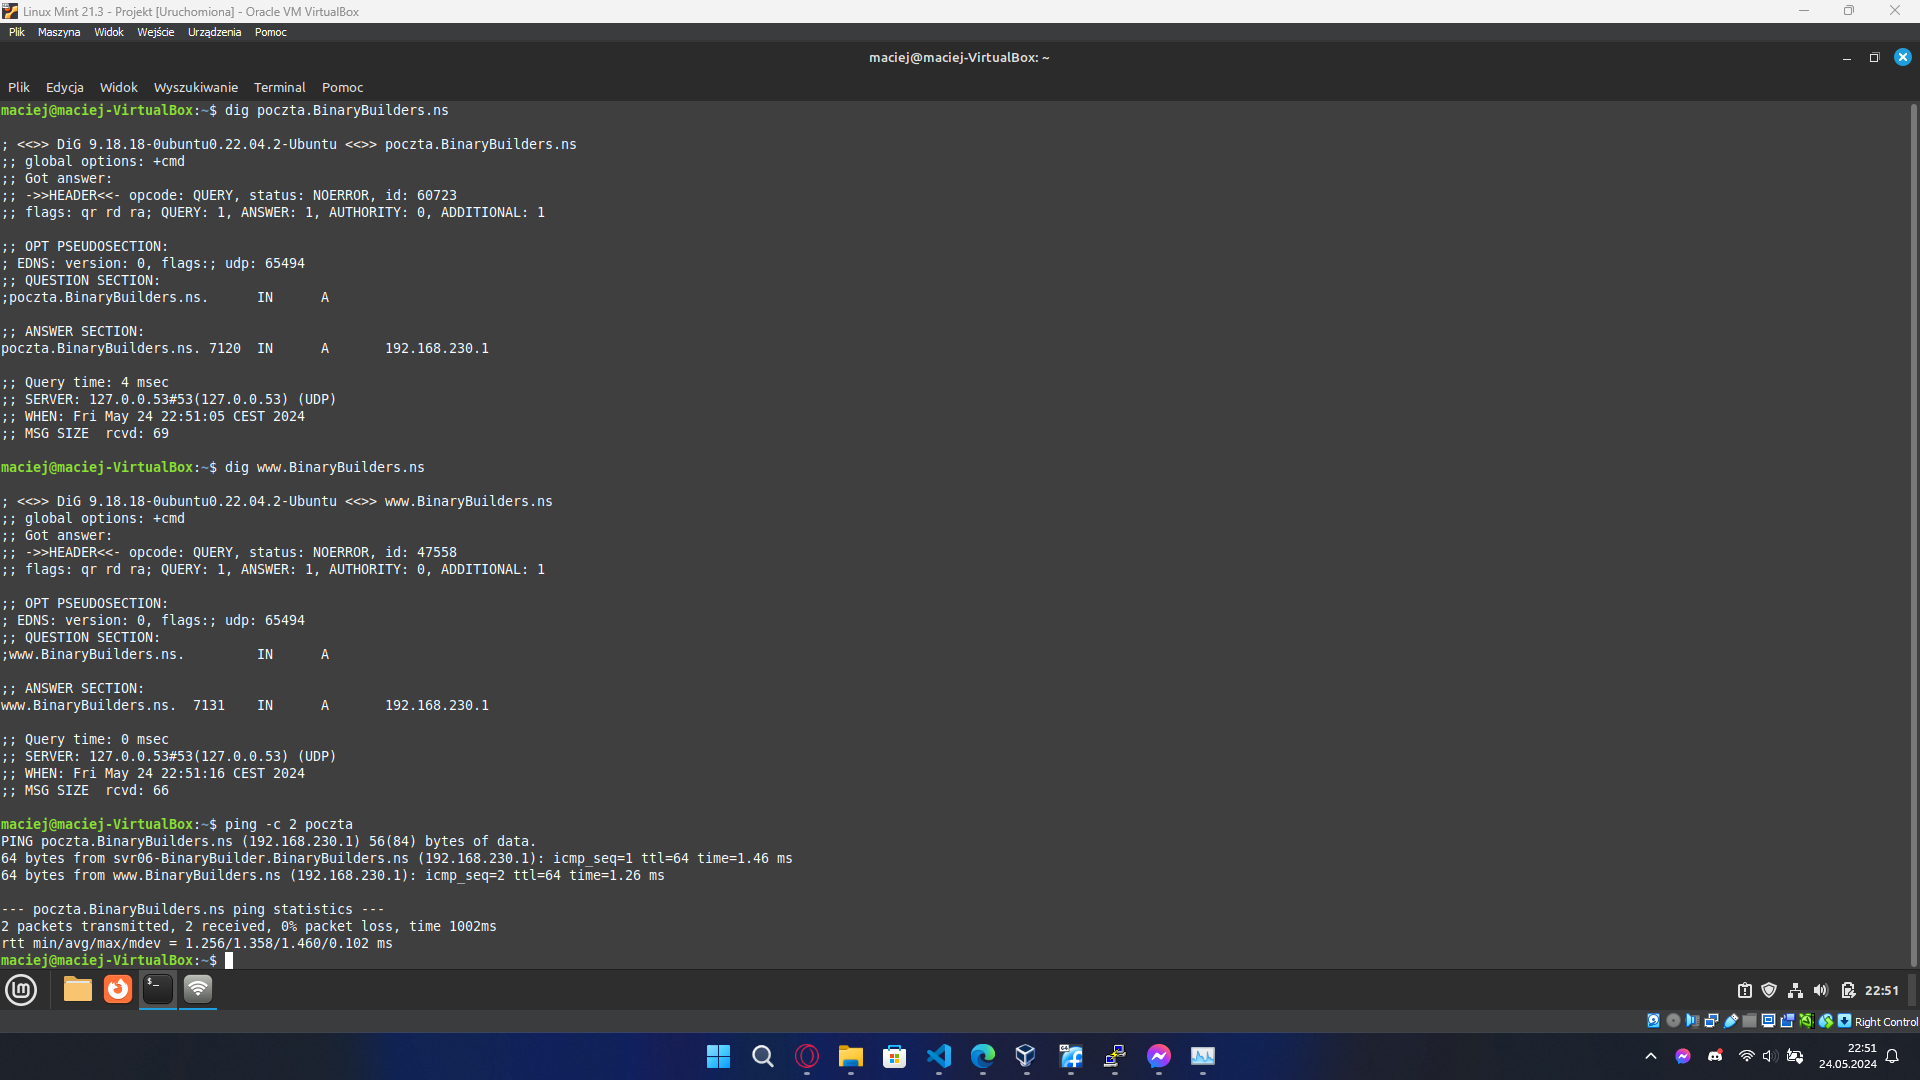 Linux Mint 21.3 - Projekt [Uruchomiona] - Oracle VM VirtualBox
Plik Maszyna Widok Wejście Urządzenia Pomoc
maciej@maciej-VirtualBox: ~
Plik Edycja Widok Wyszukiwanie Terminal Pomoc
maciej@maciej-VirtualBox:~$ dig poczta.BinaryBuilders.ns
; <<>> DiG 9.18.18-0ubuntu0.22.04.2-Ubuntu <<>> poczta.BinaryBuilders.ns
;; global options: +cmd
;; Got answer:
;; ->>HEADER<<- opcode: QUERY, status: NOERROR, id: 60723
;; flags: qr rd ra; QUERY: 1, ANSWER: 1, AUTHORITY: 0, ADDITIONAL: 1
;; OPT PSEUDOSECTION:
; EDNS: version: 0, flags:; udp: 65494
;; QUESTION SECTION:
;poczta.BinaryBuilders.ns. IN A
;; ANSWER SECTION:
poczta.BinaryBuilders.ns. 7120 IN A 192.168.230.1
;; Query time: 4 msec
;; SERVER: 127.0.0.53#53(127.0.0.53) (UDP)
;; WHEN: Fri May 24 22:51:05 CEST 2024
;; MSG SIZE rcvd: 69
maciej@maciej-VirtualBox:~$ dig www.BinaryBuilders.ns
; <<>> DiG 9.18.18-0ubuntu0.22.04.2-Ubuntu <<>> www.BinaryBuilders.ns
;; global options: +cmd
;; Got answer:
;; ->>HEADER<<- opcode: QUERY, status: NOERROR, id: 47558
;; flags: qr rd ra; QUERY: 1, ANSWER: 1, AUTHORITY: 0, ADDITIONAL: 1
;; OPT PSEUDOSECTION:
; EDNS: version: 0, flags:; udp: 65494
;; QUESTION SECTION:
;www.BinaryBuilders.ns. IN A
;; ANSWER SECTION:
www.BinaryBuilders.ns. 7131 IN A 192.168.230.1
;; Query time: 0 msec
;; SERVER: 127.0.0.53#53(127.0.0.53) (UDP)
;; WHEN: Fri May 24 22:51:16 CEST 2024
;; MSG SIZE rcvd: 66
maciej@maciej-VirtualBox:~$ ping -c 2 poczta
PING poczta.BinaryBuilders.ns (192.168.230.1) 56(84) bytes of data.
64 bytes from svr06-BinaryBuilder.BinaryBuilders.ns (192.168.230.1): icmp_seq=1 ttl=64 time=1.46 ms
64 bytes from www.BinaryBuilders.ns (192.168.230.1): icmp_seq=2 ttl=64 time=1.26 ms
--- poczta.BinaryBuilders.ns ping statistics ---
2 packets transmitted, 2 received, 0% packet loss, time 1002ms
rtt min/avg/max/mdev = 1.256/1.358/1.460/0.102 ms
maciej@maciej-VirtualBox:~$
22:51
Right Control
22:51
24.05.2024